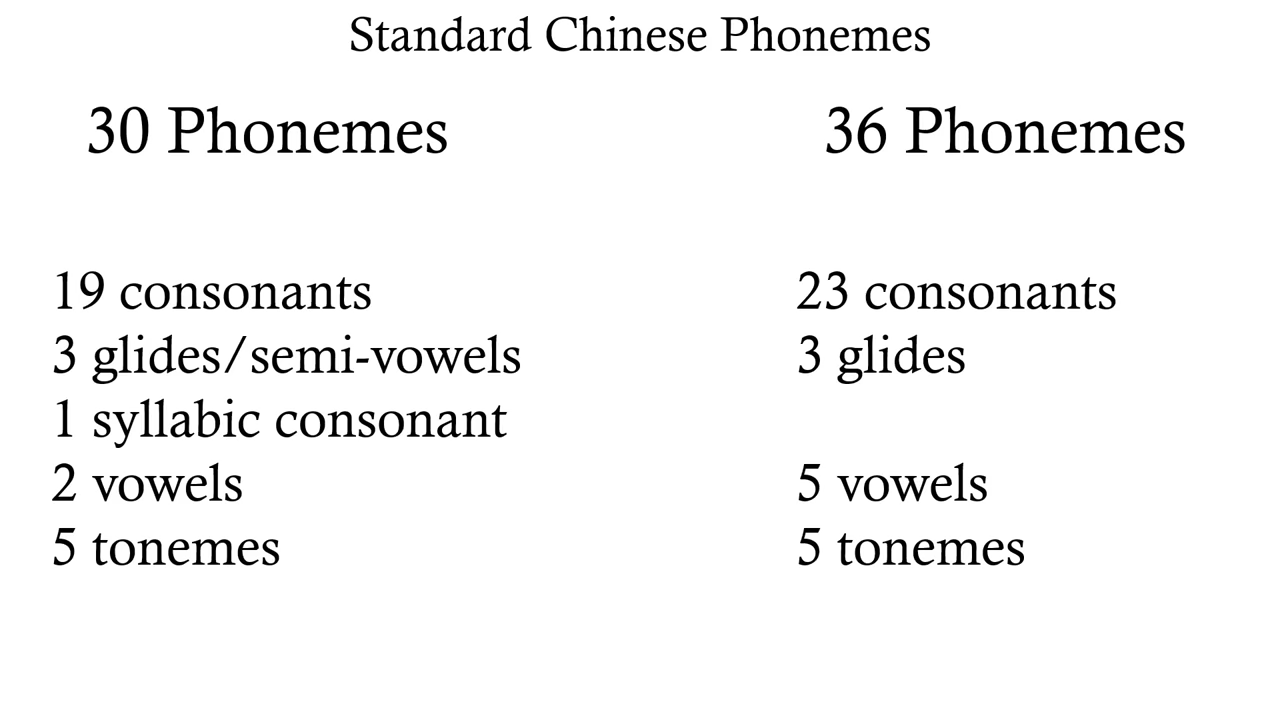 Standard Chinese Phonemes
30 Phonemes
19 consonants
3 glides/semi-vowels
1 syllabic consonant
2 vowels
5 tonemes
36 Phonemes
23 consonants
3 glides
5 vowels
5 tonemes